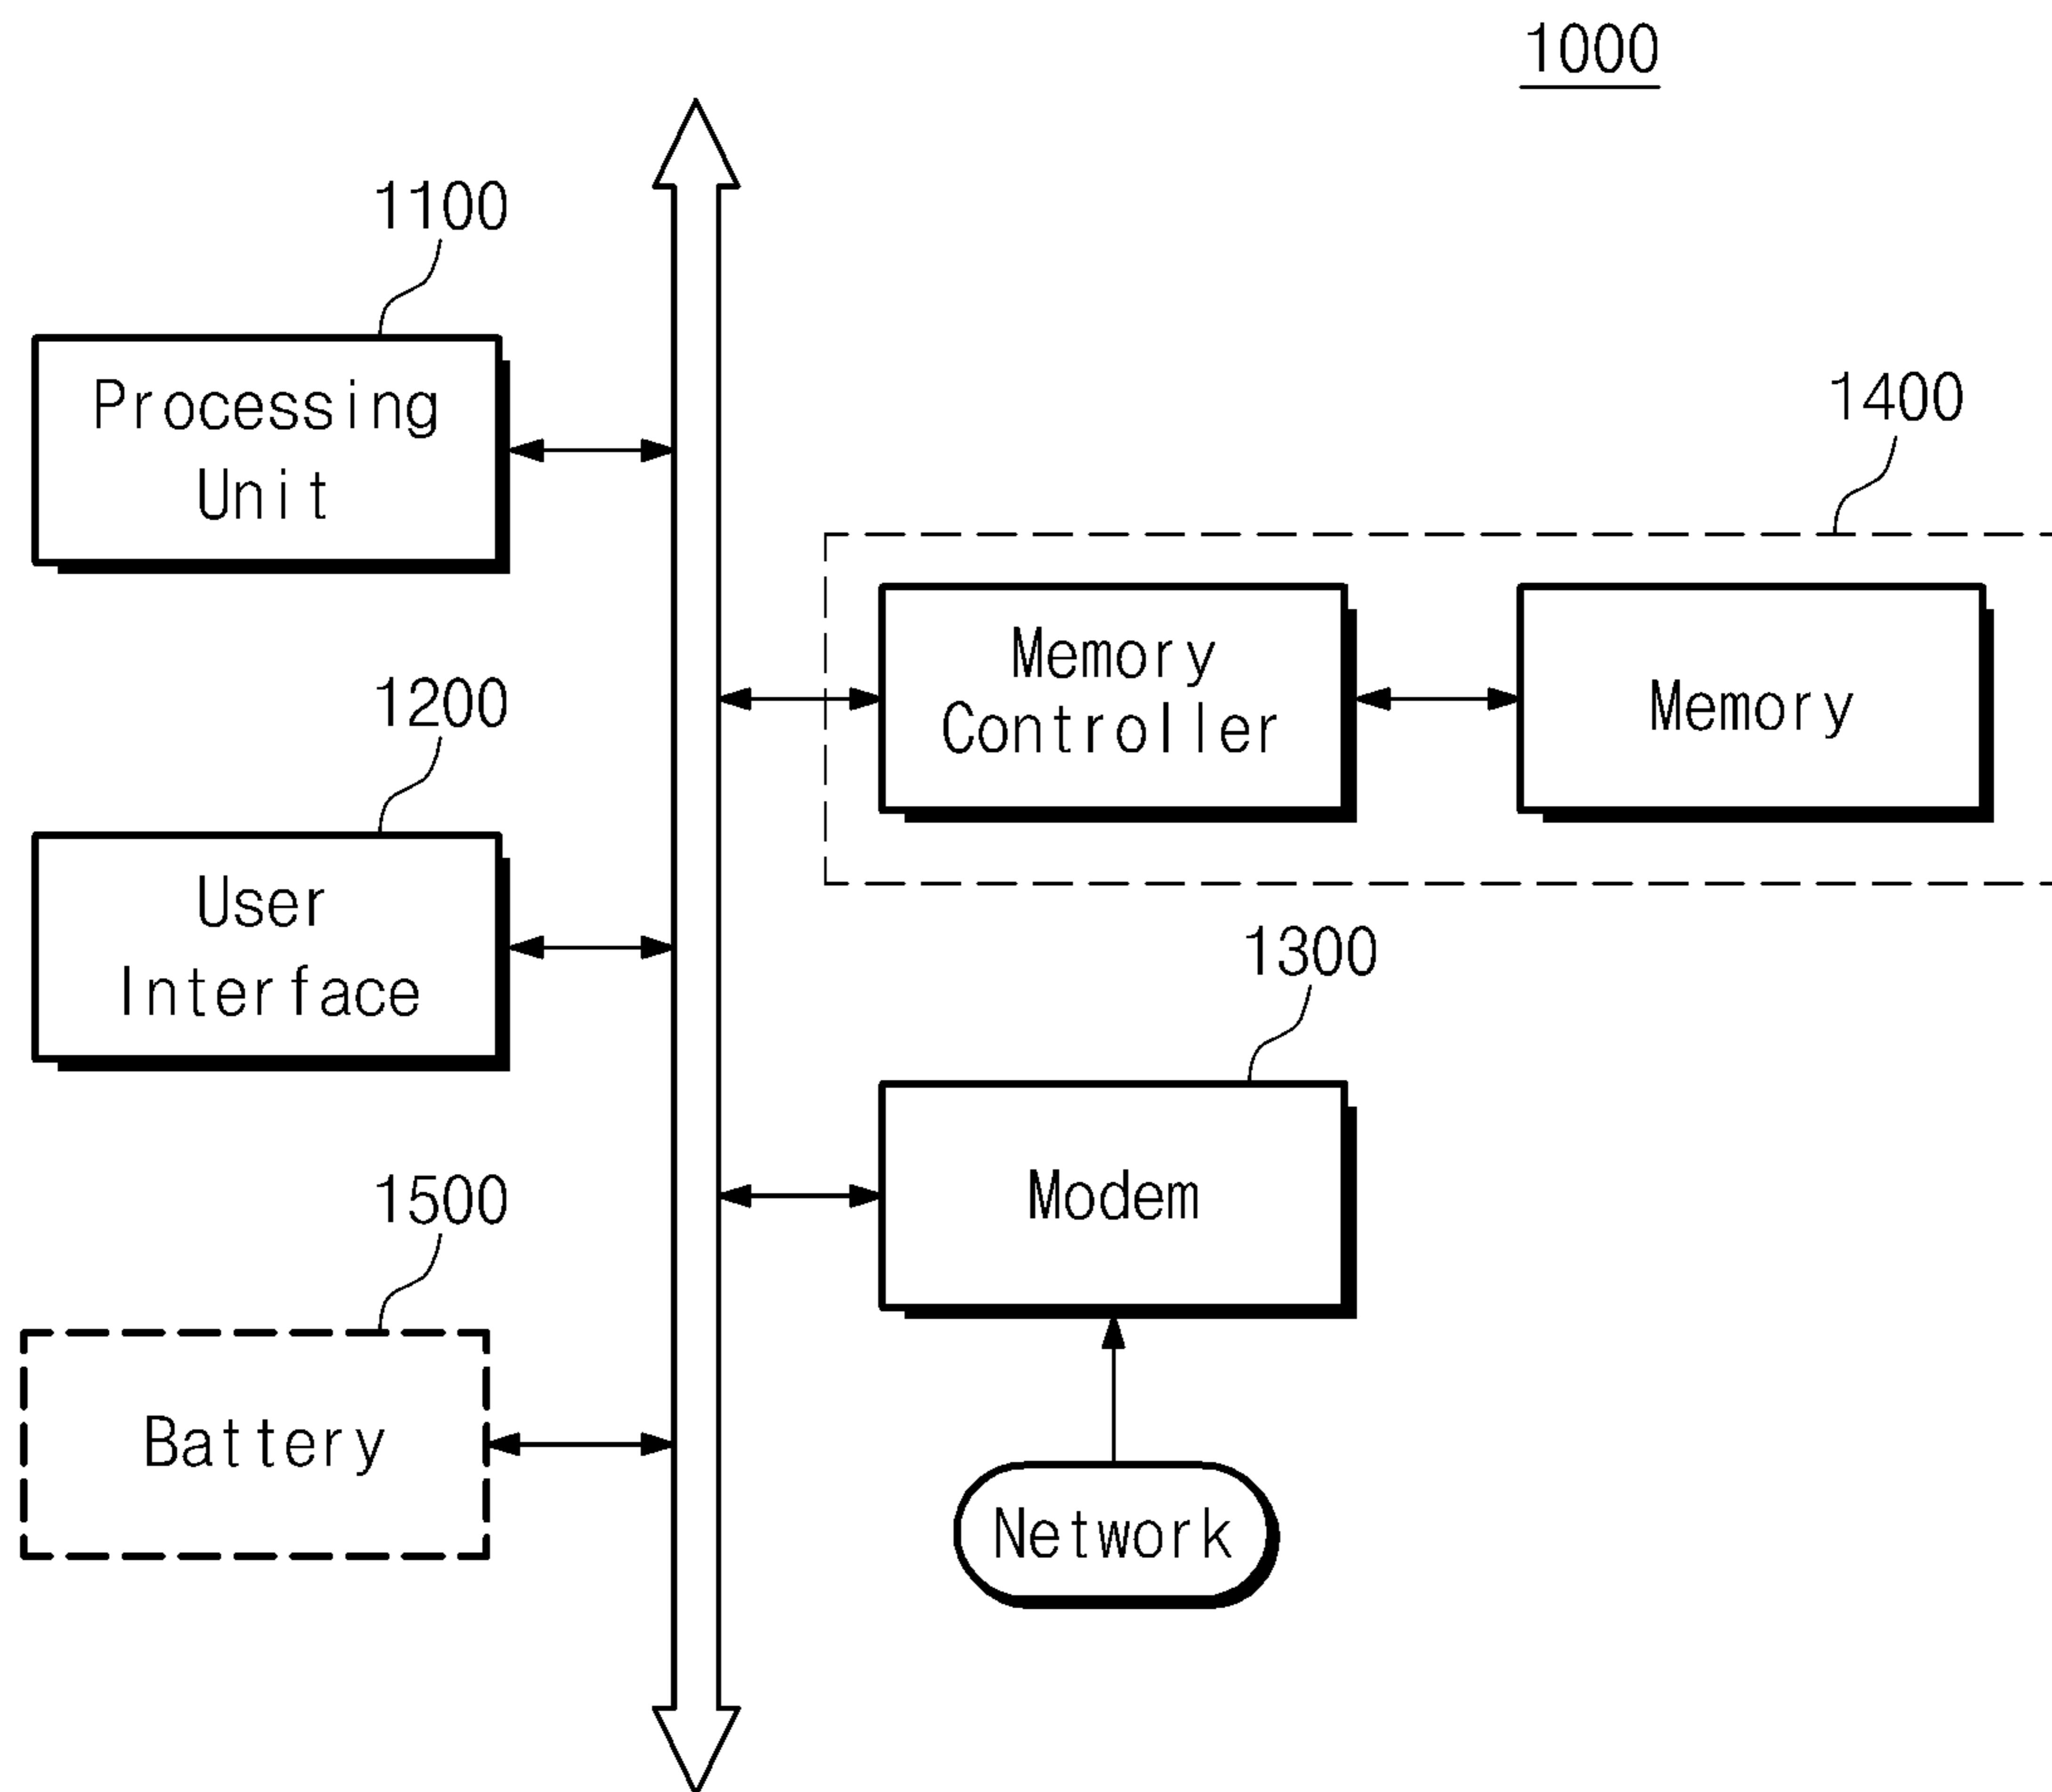 1000
1100
Processing
Unit
1400
Memory
Controller
Memory
1200
User
Interface
1300
Modem
1500
Battery
Network